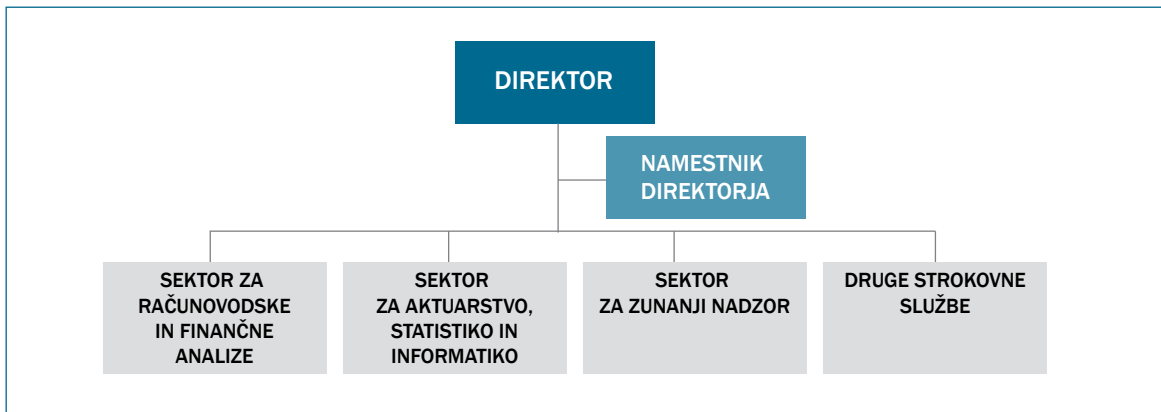 DIREKTOR
NAMESTNIK
DIREKTORJA
SEKTOR ZA
RAČUNOVODSKE
IN FINANČNE
ANALIZE
SEKTOR
ZA AKTUARSTVO,
STATISTIKO IN
INFORMATIKO
SEKTOR
ZA ZUNANJI NADZOR
DRUGE STROKOVNE
SLUŽBE